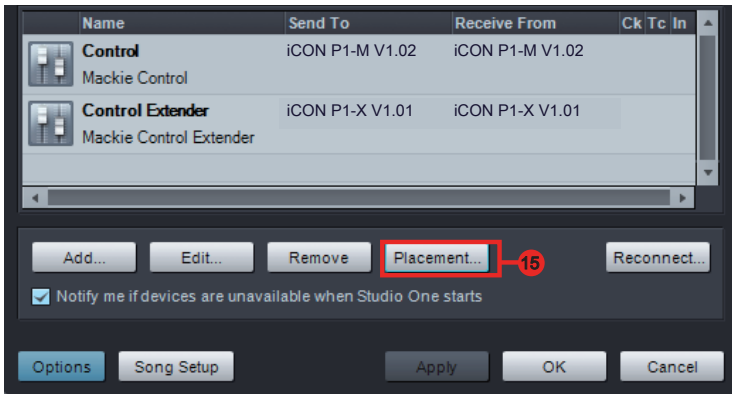 Name Send To Receive From Ck Tc In
Control iCON P1-M V1.02 iCON P1-M V1.02
Mackie Control
Control Extender iCON P1-X V1.01 iCON P1-X V1.01
Mackie Control Extender
Add... Edit... Remove Placement... 15 Reconnect...
Notify me if devices are unavailable when Studio One starts
Options Song Setup Apply OK Cancel